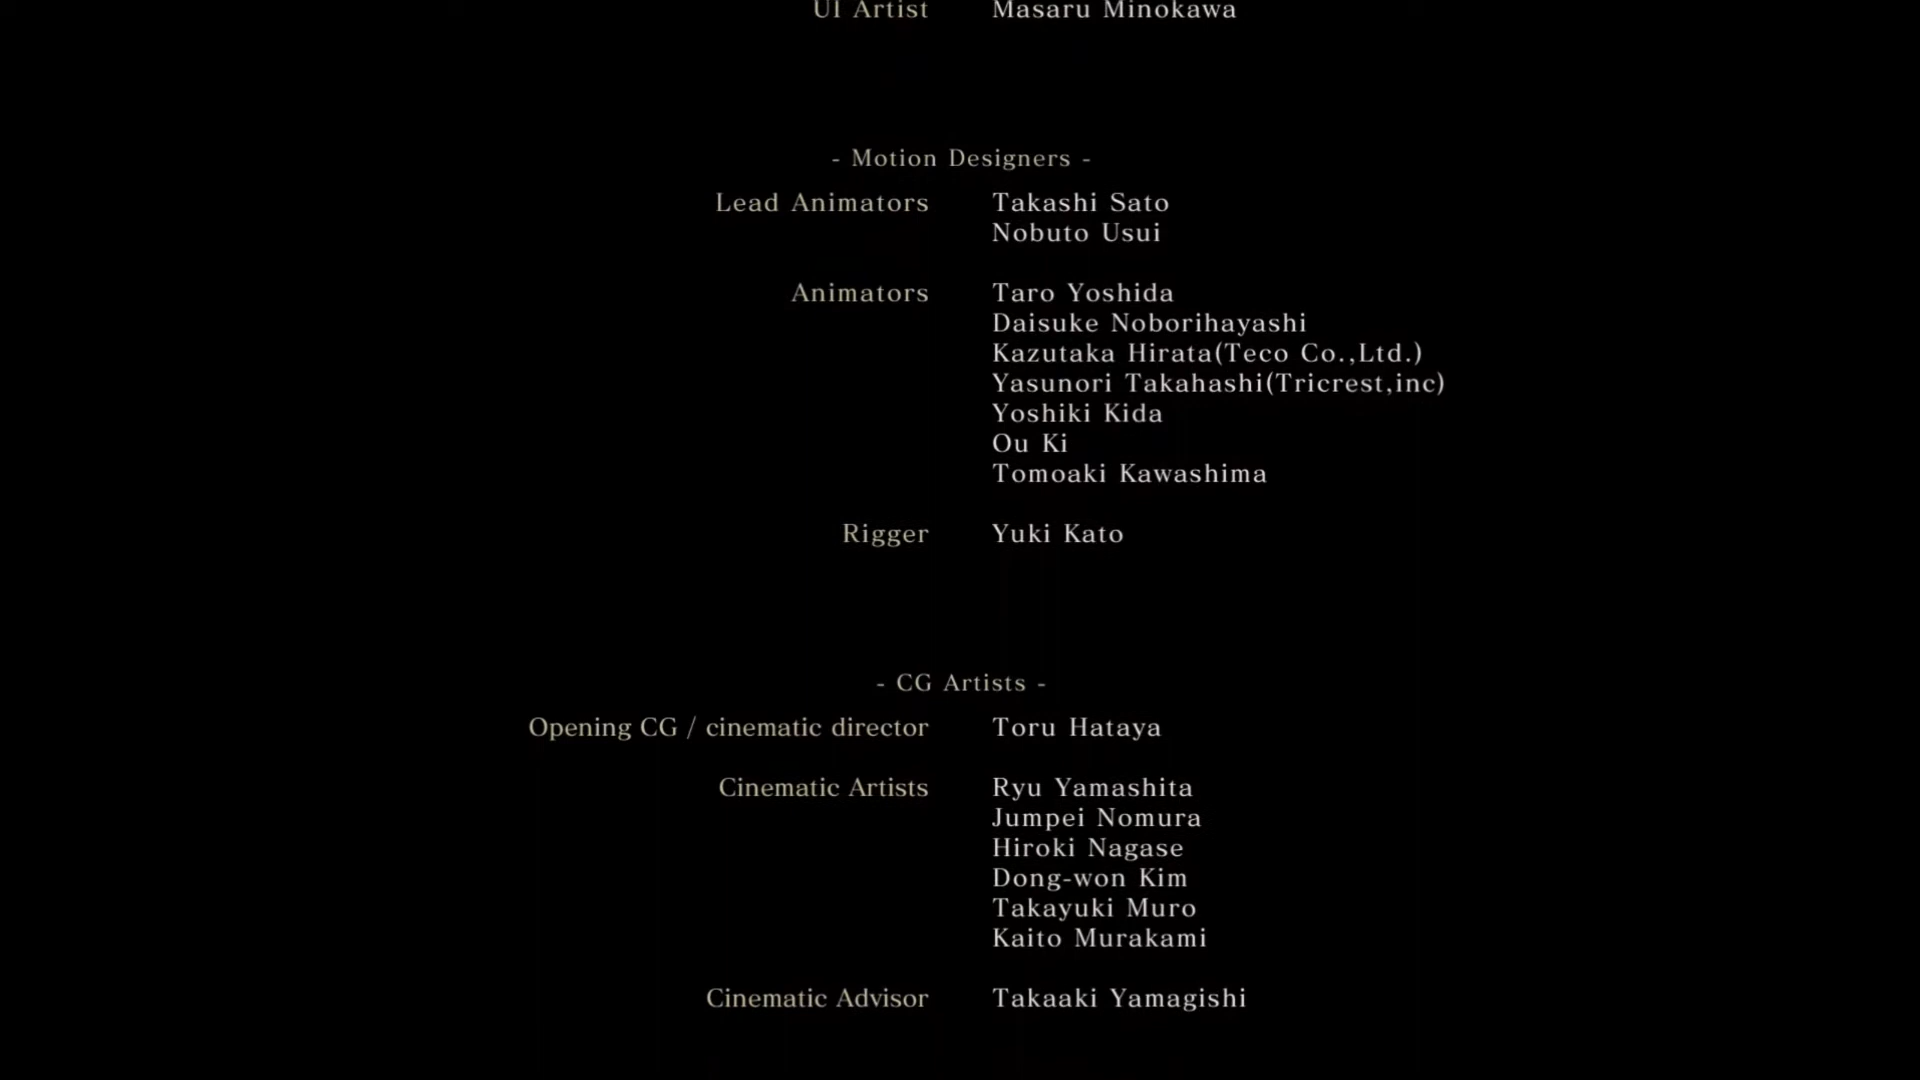 UI Artist Masaru Minokawa
- Motion Designers -
Lead Animators Takashi Sato
Nobuto Usui
Animators Taro Yoshida
Daisuke Noborihayashi
Kazutaka Hirata(Teco Co.,Ltd.)
Yasunori Takahashi(Tricrest,inc)
Yoshiki Kida
Ou Ki
Tomoaki Kawashima
Rigger Yuki Kato
- CG Artists -
Opening CG / cinematic director Toru Hataya
Cinematic Artists Ryu Yamashita
Jumpei Nomura
Hiroki Nagase
Dong-won Kim
Takayuki Muro
Kaito Murakami
Cinematic Advisor Takaaki Yamagishi